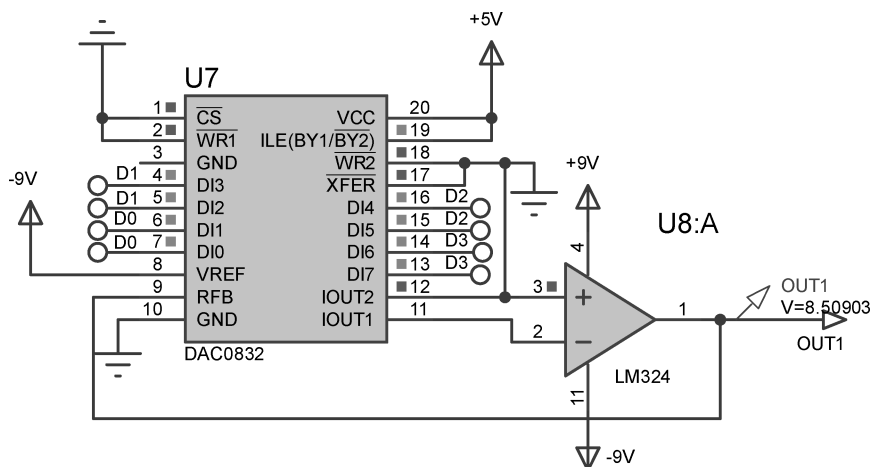 +5V
U7
1 CS VCC 20
2 WR1 ILE(BY1/BY2) 19
3 GND WR2 18
D1 4 DI3 XFER 17
D1 5 DI2 DI4 16 D2
D0 6 DI1 DI5 15 D2
D0 7 DI0 DI6 14 D3
8 VREF DI7 13 D3
9 RFB IOUT2 12
10 GND IOUT1 11
DAC0832
-9V
+9V
U8:A
4
3 +
2 −
1
11
LM324
-9V
OUT1
V=8.50903
OUT1